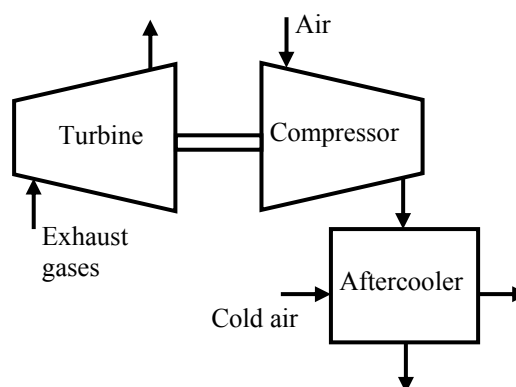 Air
Turbine
Compressor
Exhaust
gases
Aftercooler
Cold air